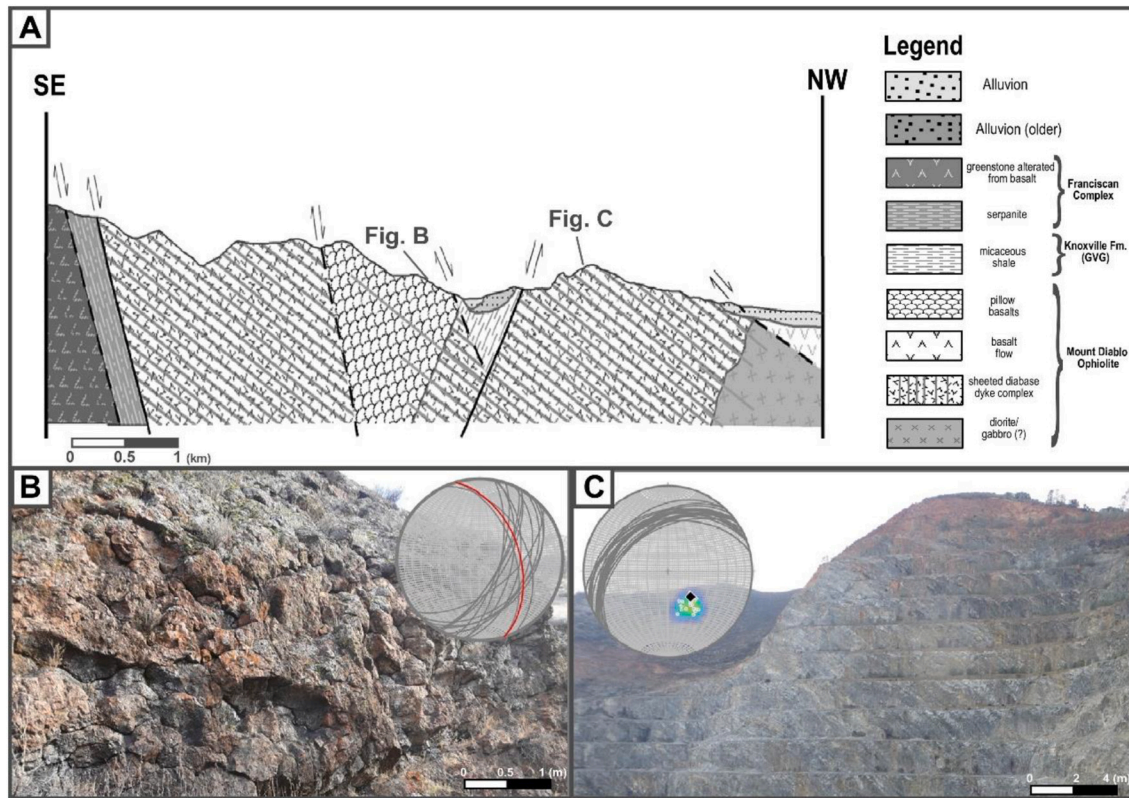 A
SE
NW
Fig. B
Fig. C
0 0.5 1 (km)
Legend
Alluvion
Alluvion (older)
greenstone alterated
from basalt
serpanite
Franciscan
Complex
micaceous
shale
Knoxville Fm.
(GVG)
pillow
basalts
basalt
flow
sheeted diabase
dyke complex
diorite/
gabbro (?)
Mount Diablo
Ophiolite
B
0 0.5 1 (m)
C
0 2 4 (m)